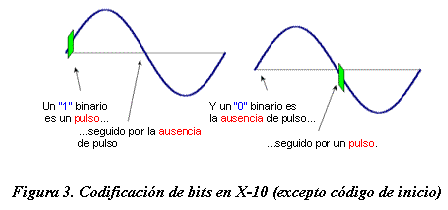 Un "1" binario
es un pulso...
...seguido por la ausencia
de pulso
Y un "0" binario es
la ausencia de pulso...
...seguido por un pulso.
Figura 3. Codificación de bits en X-10 (excepto código de inicio)